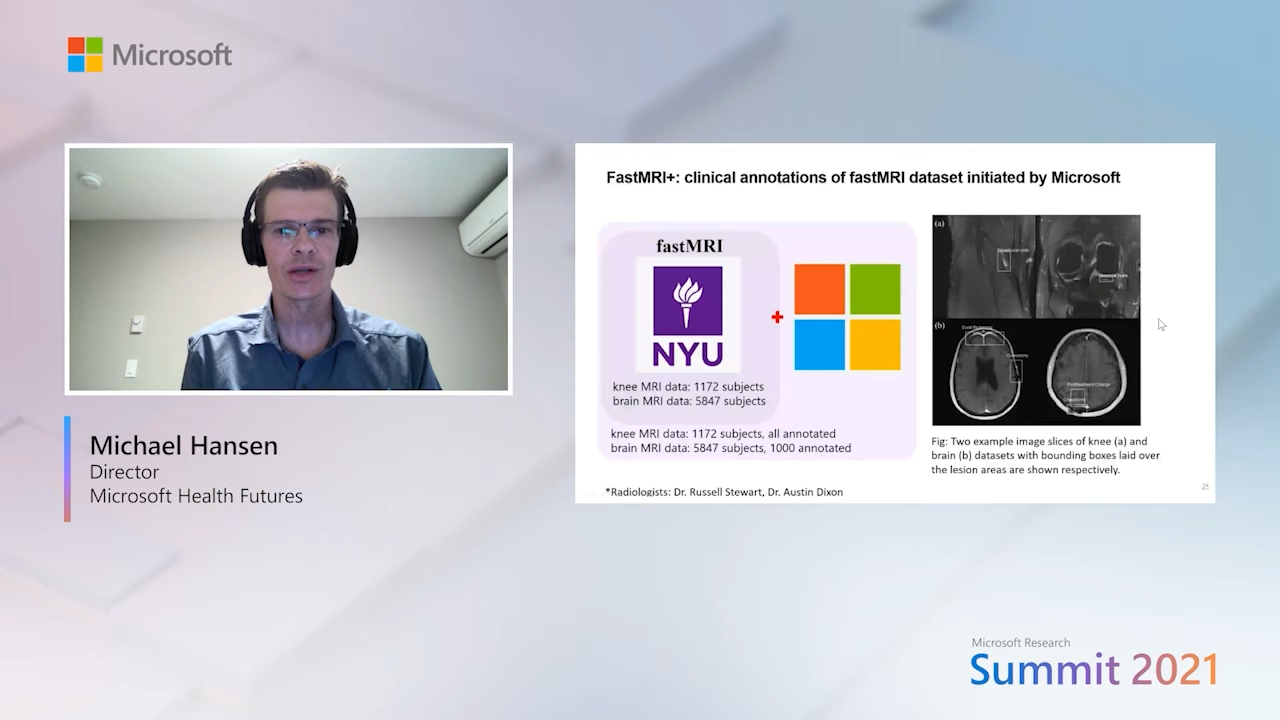 Microsoft
FastMRI+: clinical annotations of fastMRI dataset initiated by Microsoft
fastMRI
NYU
knee MRI data: 1172 subjects
brain MRI data: 5847 subjects
knee MRI data: 1172 subjects, all annotated
brain MRI data: 5847 subjects, 1000 annotated
*Radiologists: Dr. Russell Stewart, Dr. Austin Dixon
(a)
(b)
Posttreatment Change
Fig: Two example image slices of knee (a) and
brain (b) datasets with bounding boxes laid over
the lesion areas are shown respectively.
Michael Hansen
Director
Microsoft Health Futures
Microsoft Research
Summit 2021